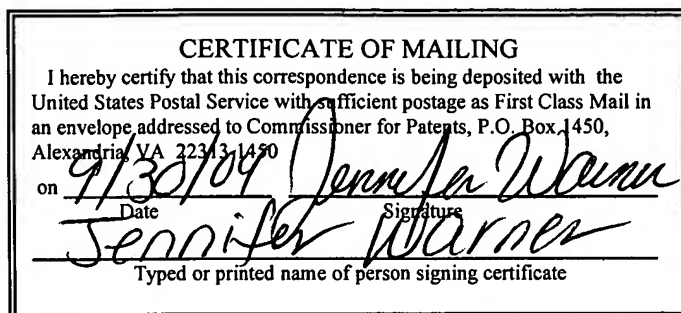 CERTIFICATE OF MAILING
I hereby certify that this correspondence is being deposited with the
United States Postal Service with sufficient postage as First Class Mail in
an envelope addressed to Commissioner for Patents, P.O. Box 1450,
Alexandria, VA 22313-1450
on 9/30/04 Jennifer Warner
Date Signature
Jennifer Warner
Typed or printed name of person signing certificate